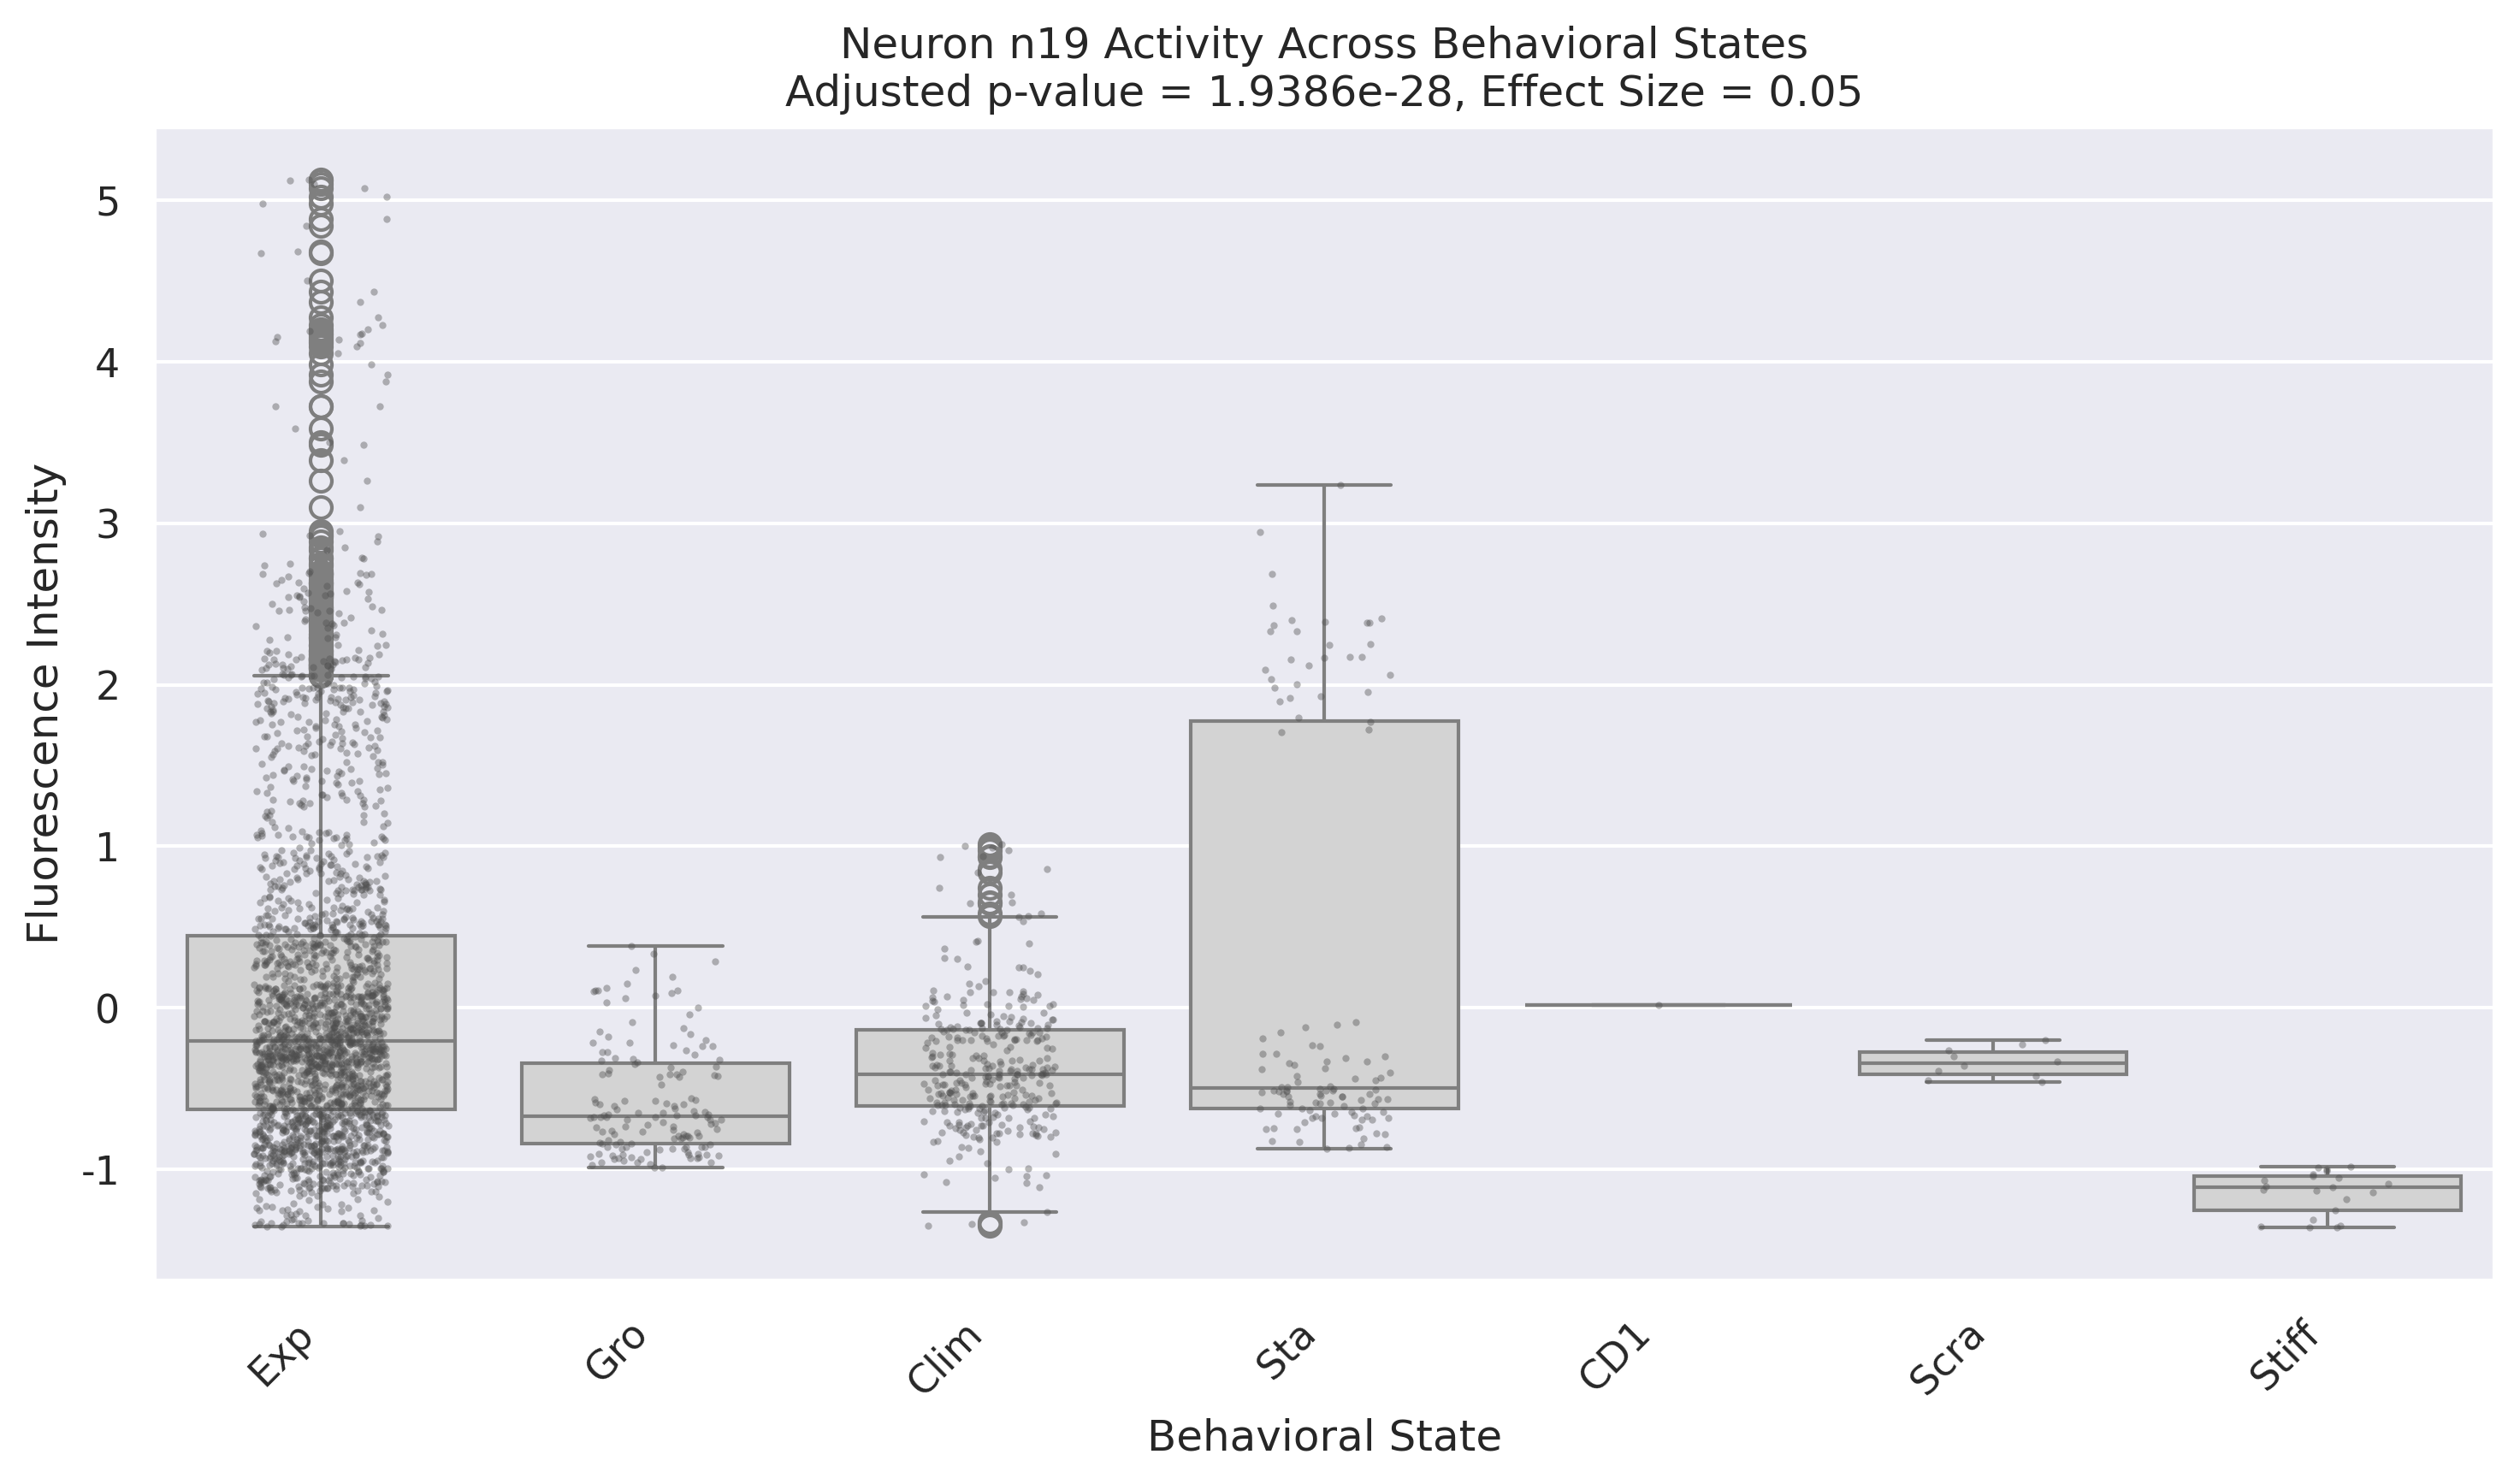 Neuron n19 Activity Across Behavioral States
Adjusted p-value = 1.9386e-28, Effect Size = 0.05
Fluorescence Intensity
5
4
3
2
1
0
-1
Exp
Gro
Clim
Sta
CD1
Scra
Stiff
Behavioral State